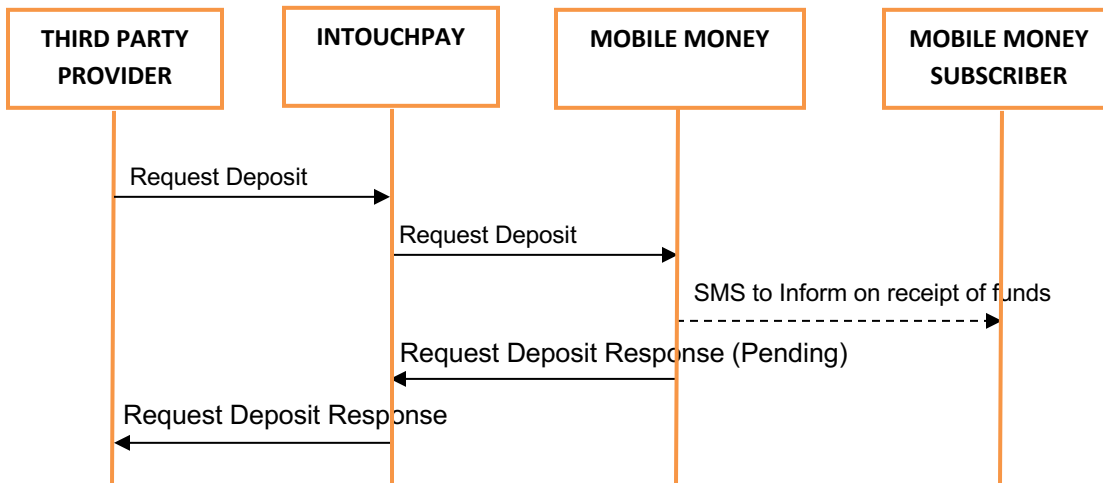 THIRD PARTY
PROVIDER
INTOUCHPAY
MOBILE MONEY
MOBILE MONEY
SUBSCRIBER
Request Deposit
Request Deposit
SMS to Inform on receipt of funds
Request Deposit Response (Pending)
Request Deposit Response